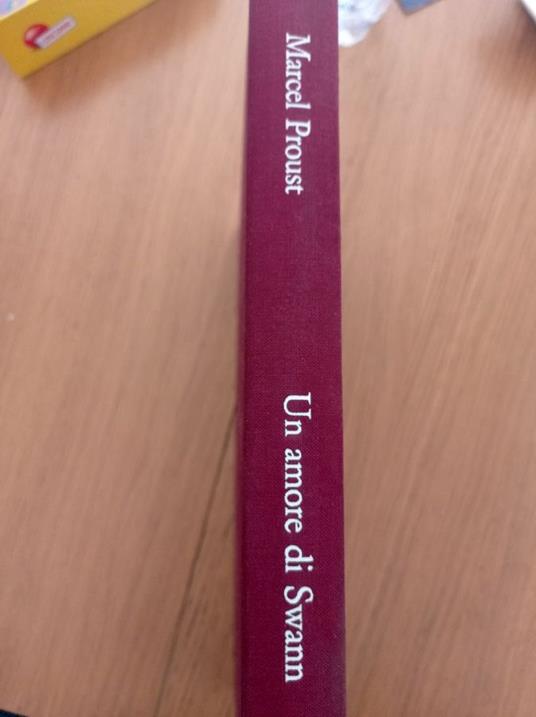 Marcel Proust
Un amore di Swann